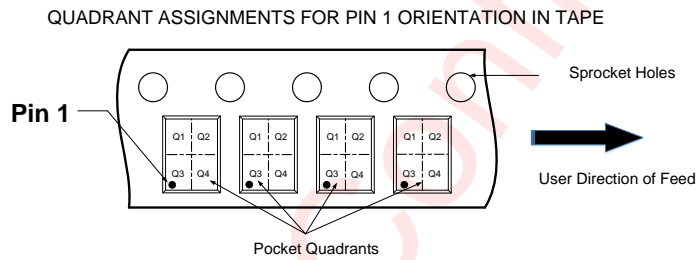 QUADRANT ASSIGNMENTS FOR PIN 1 ORIENTATION IN TAPE
Sprocket Holes
Pin 1
Q1 Q2 Q1 Q2 Q1 Q2 Q1 Q2
Q3 Q4 Q3 Q4 Q3 Q4 Q3 Q4
User Direction of Feed
Pocket Quadrants